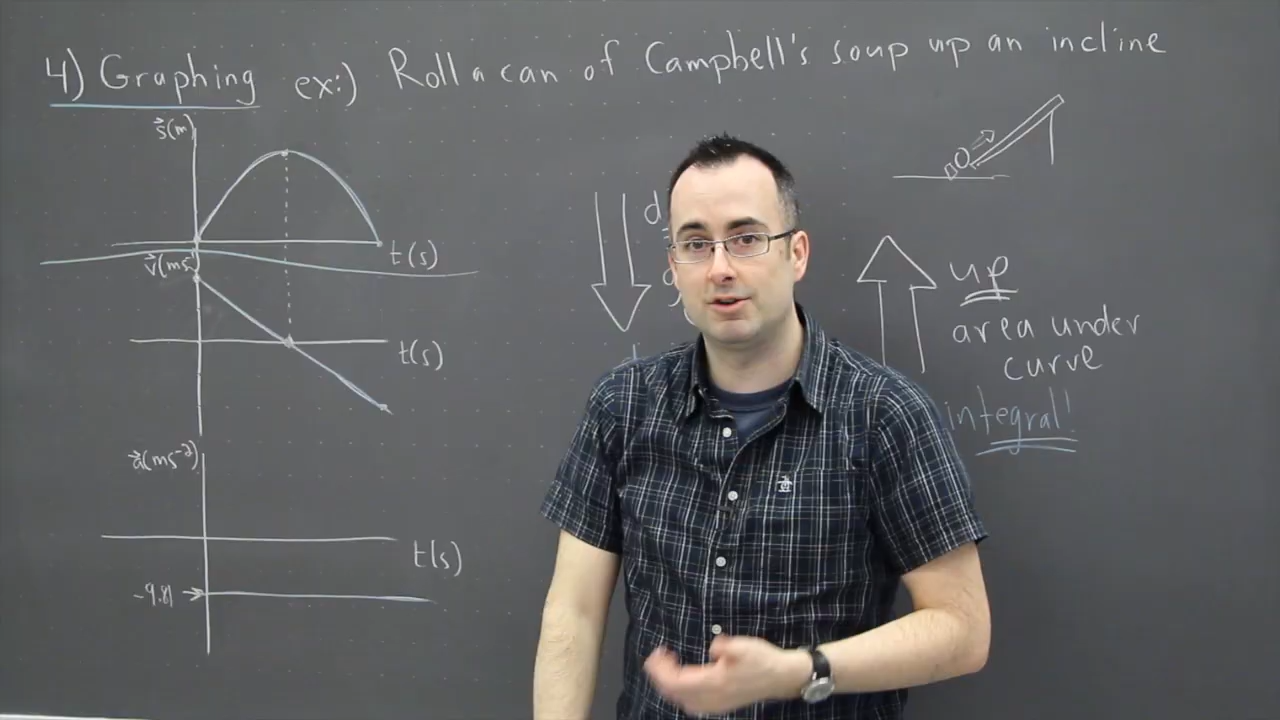 4) Graphing ex:) Roll a can of Campbell's soup up an incline
s(m)
t(s)
v(ms
t(s)
a(ms⁻²)
t(s)
-9.81
up
area under
curve
integral!